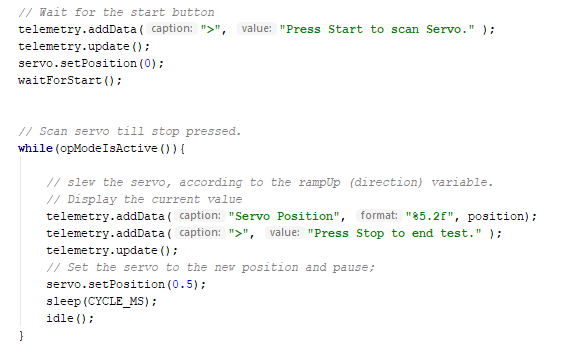 // Wait for the start button
telemetry.addData( caption: ">", value: "Press Start to scan Servo." );
telemetry.update();
servo.setPosition(0);
waitForStart();
// Scan servo till stop pressed.
while(opModeIsActive()){
// slew the servo, according to the rampUp (direction) variable.
// Display the current value
telemetry.addData( caption: "Servo Position", format: "%5.2f", position);
telemetry.addData( caption: ">", value: "Press Stop to end test." );
telemetry.update();
// Set the servo to the new position and pause;
servo.setPosition(0.5);
sleep(CYCLE_MS);
idle();
}